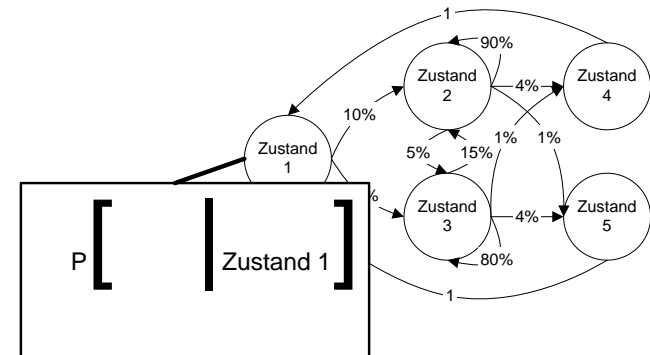 1
90%
Zustand
2
4%
Zustand
4
10%
Zustand
1
5%
15%
1%
1%
%
Zustand
3
4%
Zustand
5
80%
P [ | Zustand 1 ]
1